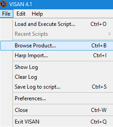 VISAN 4.1
File Edit Help
Load and Execute Script... Ctrl+O
Recent Scripts
Browse Product... Ctrl+B
Harp Import... Ctrl+I
Show Log
Clear Log
Save Log to script... Ctrl+S
Preferences...
Close Ctrl+W
Exit VISAN Ctrl+Q